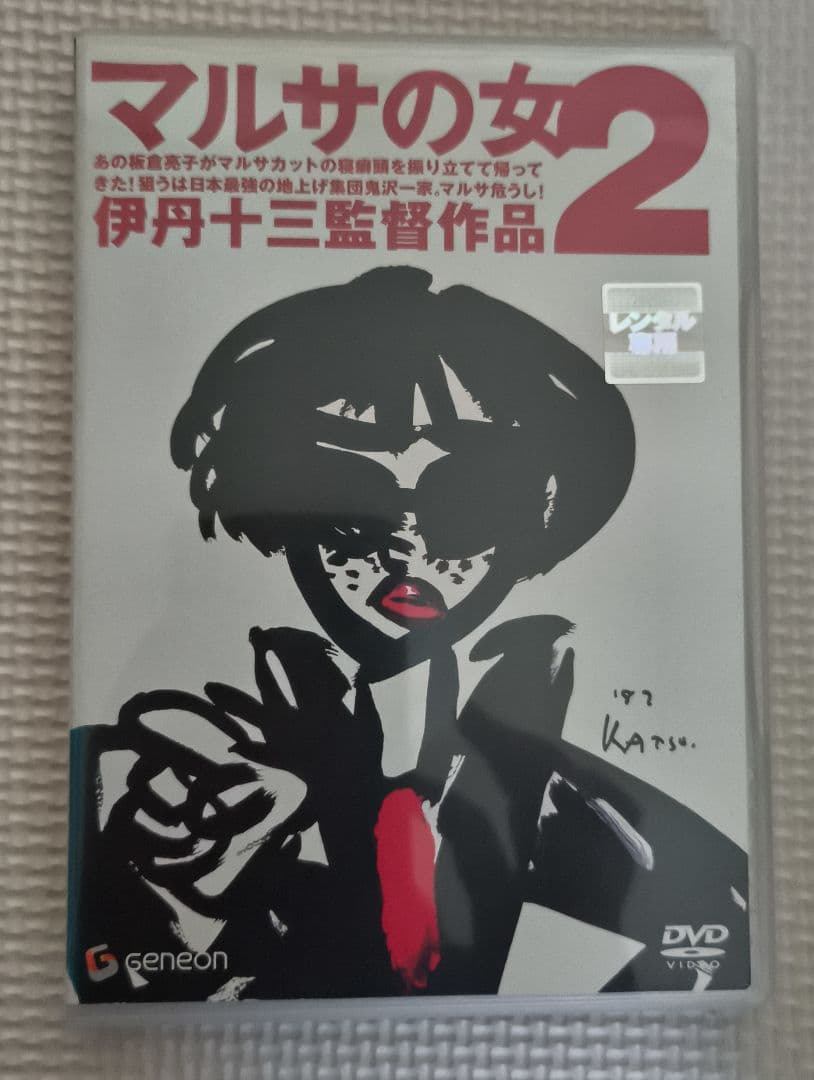 マルサの女2
あの板倉亮子がマルサカットの寝癖頭を振り立てて帰って
きた!狙うは日本最強の地上げ集団鬼沢一家。マルサ危うし!
伊丹十三監督作品
レンタル
専用
'87
KATSU.
GENEON
DVD
VIDEO